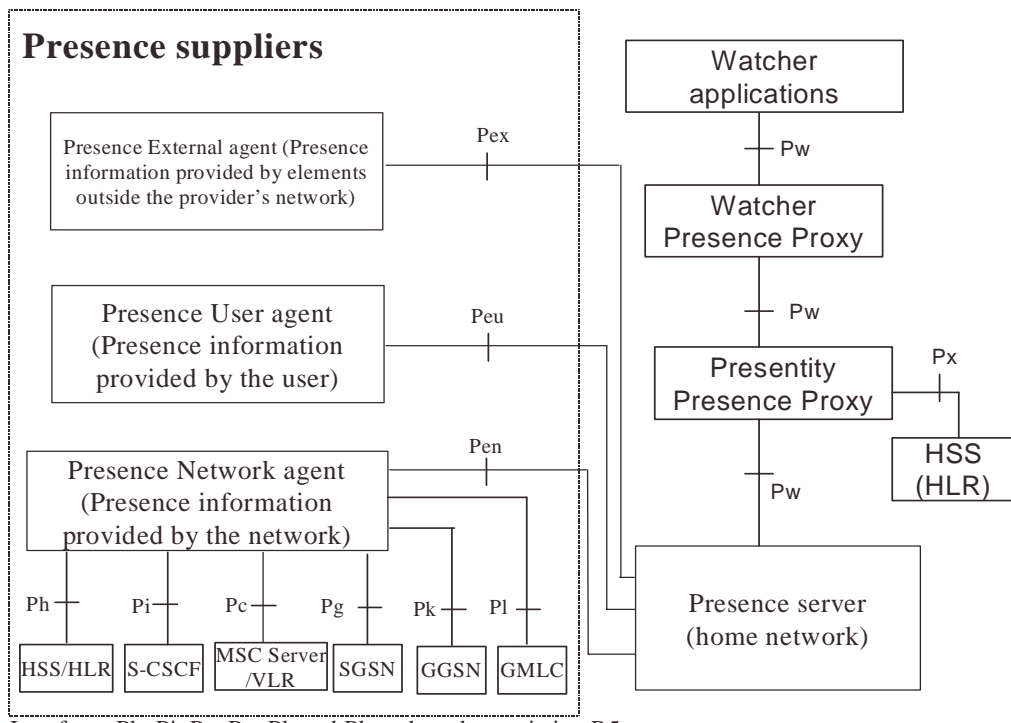 Presence suppliers
Presence External agent (Presence
information provided by elements
outside the provider's network)
Pex
Presence User agent
(Presence information
provided by the user)
Peu
Presence Network agent
(Presence information
provided by the network)
Pen
Ph
Pi
Pc
Pg
Pk
Pl
HSS/HLR
S-CSCF
MSC Server
/VLR
SGSN
GGSN
GMLC
Watcher
applications
Pw
Watcher
Presence Proxy
Pw
Presentity
Presence Proxy
Px
HSS
(HLR)
Pw
Presence server
(home network)